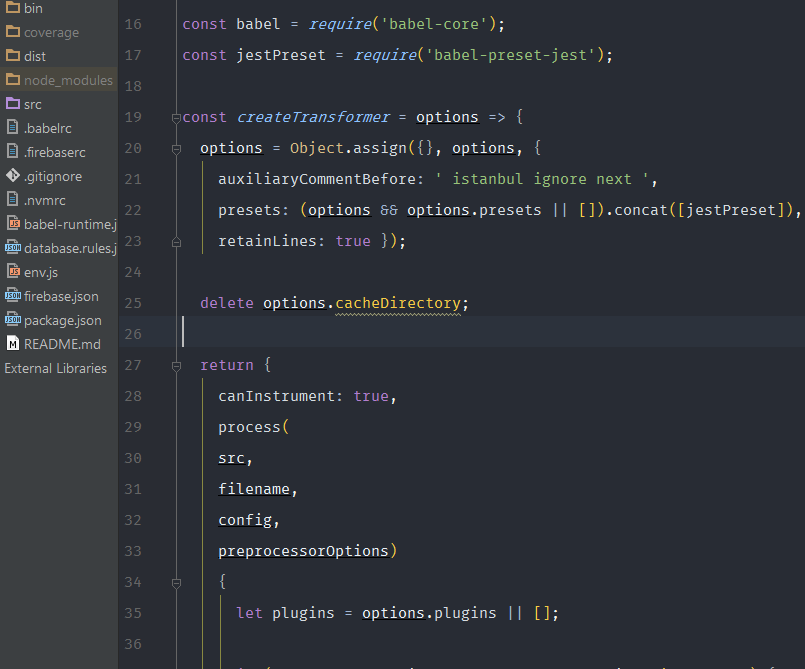 bin
coverage
dist
node_modules
src
.babelrc
.firebaserc
.gitignore
.nvmrc
babel-runtime.j
database.rules.j
env.js
firebase.json
package.json
README.md
External Libraries
16 const babel = require('babel-core');
17 const jestPreset = require('babel-preset-jest');
18
19 const createTransformer = options => {
20 options = Object.assign({}, options, {
21 auxiliaryCommentBefore: ' istanbul ignore next ',
22 presets: (options && options.presets || []).concat([jestPreset]),
23 retainLines: true });
24
25 delete options.cacheDirectory;
26
27 return {
28 canInstrument: true,
29 process(
30 src,
31 filename,
32 config,
33 preprocessorOptions)
34 {
35 let plugins = options.plugins || [];
36